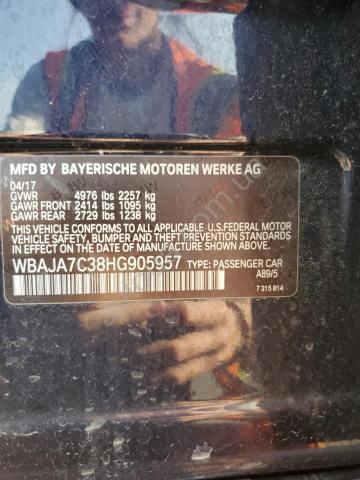 MFD BY BAYERISCHE MOTOREN WERKE AG
04/17
GVWR 4976 lbs 2257 kg
GAWR FRONT 2414 lbs 1095 kg
GAWR REAR 2729 lbs 1238 kg
THIS VEHICLE CONFORMS TO ALL APPLICABLE U.S. FEDERAL MOTOR
VEHICLE SAFETY, BUMPER AND THEFT PREVENTION STANDARDS IN
EFFECT ON THE DATE OF MANUFACTURE SHOWN ABOVE.
WBAJA7C38HG905957 TYPE: PASSENGER CAR
A89/5
7 315 814